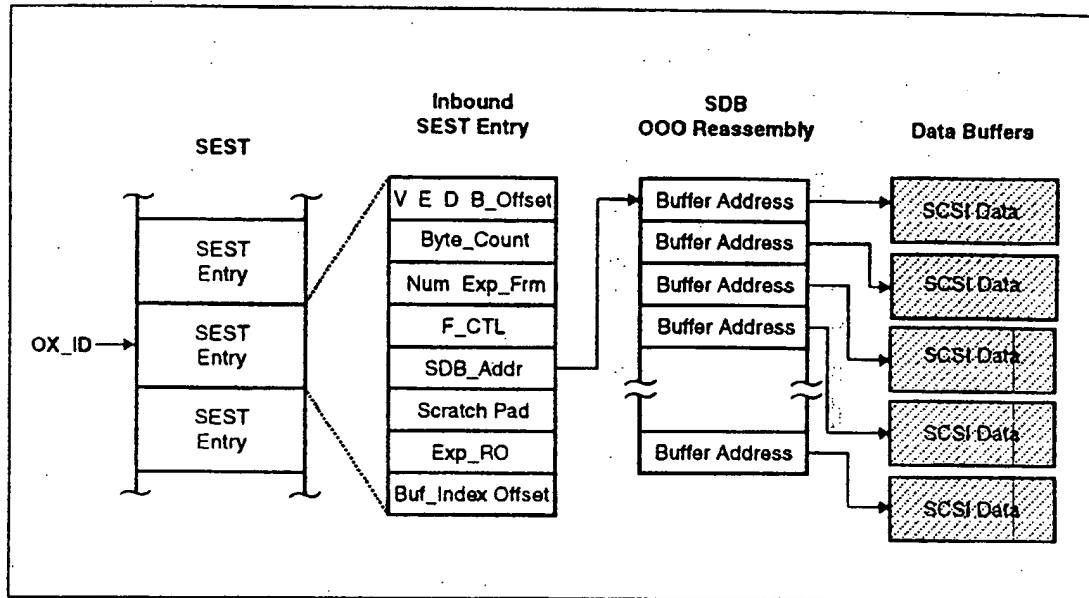 SEST
Inbound
SEST Entry
SDB
OOO Reassembly
Data Buffers
OX_ID
SEST
Entry
SEST
Entry
SEST
Entry
V E D B_Offset
Byte_Count
Num Exp_Frm
F_CTL
SDB_Addr
Scratch Pad
Exp_RO
Buf_Index Offset
Buffer Address
Buffer Address
Buffer Address
Buffer Address
Buffer Address
SCSI Data
SCSI Data
SCSI Data
SCSI Data
SCSI Data